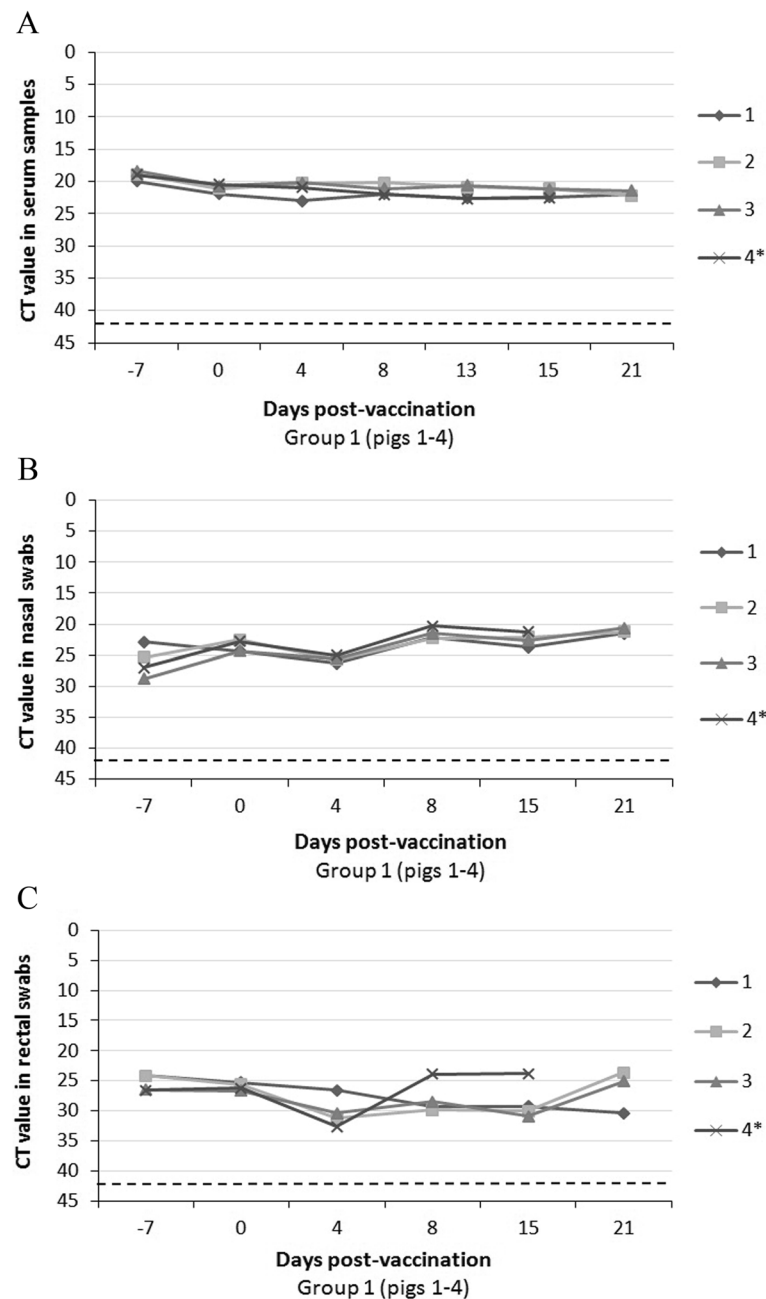 A
CT value in serum samples
0
5
10
15
20
25
30
35
40
45
-7 0 4 8 13 15 21
Days post-vaccination
Group 1 (pigs 1-4)
1
2
3
4*
B
CT value in nasal swabs
0
5
10
15
20
25
30
35
40
45
-7 0 4 8 15 21
Days post-vaccination
Group 1 (pigs 1-4)
1
2
3
4*
C
CT value in rectal swabs
0
5
10
15
20
25
30
35
40
45
-7 0 4 8 15 21
Days post-vaccination
Group 1 (pigs 1-4)
1
2
3
4*